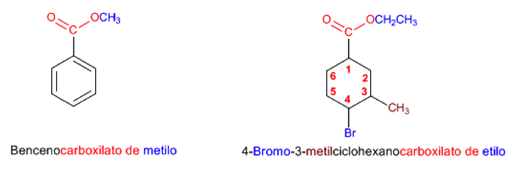 O
OCH3
C
O
OCH2CH3
C
1
6
2
5
3
4
CH3
Br
Bencenocarboxilato de metilo
4-Bromo-3-metilciclohexanocarboxilato de etilo